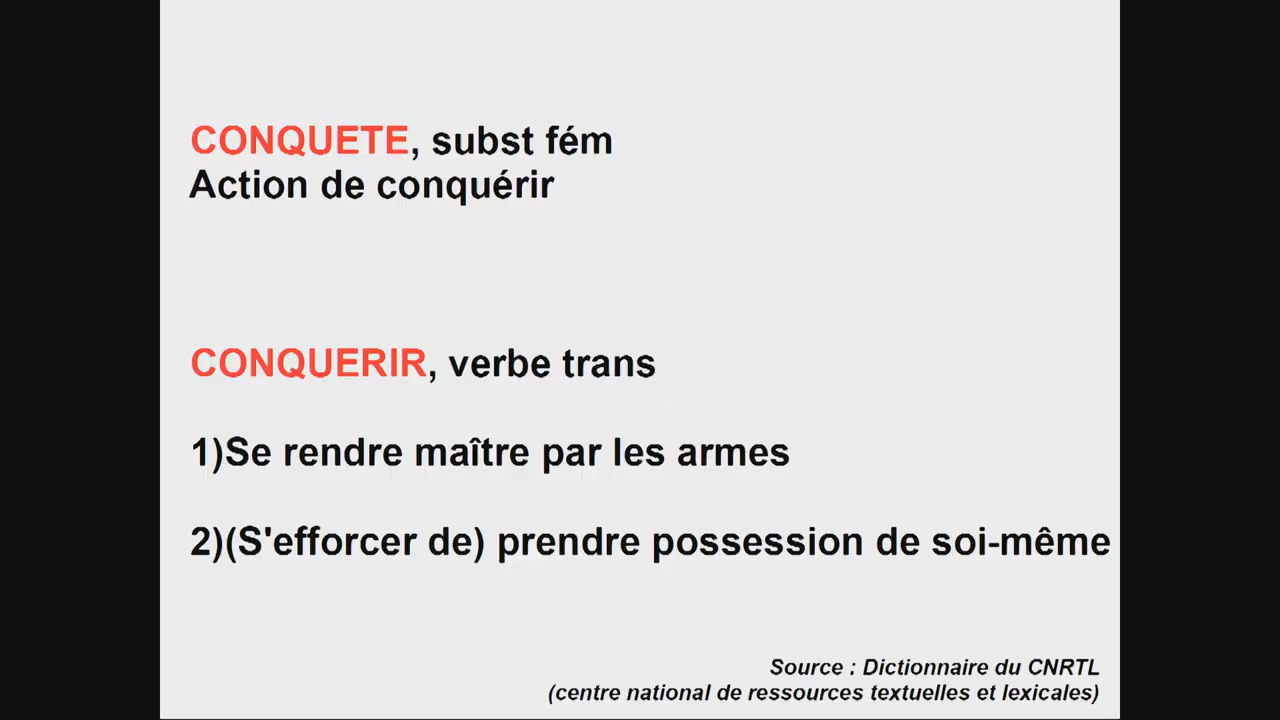 CONQUETE, subst fém
Action de conquérir
CONQUERIR, verbe trans
1)Se rendre maître par les armes
2)(S'efforcer de) prendre possession de soi-même
Source : Dictionnaire du CNRTL
(centre national de ressources textuelles et lexicales)